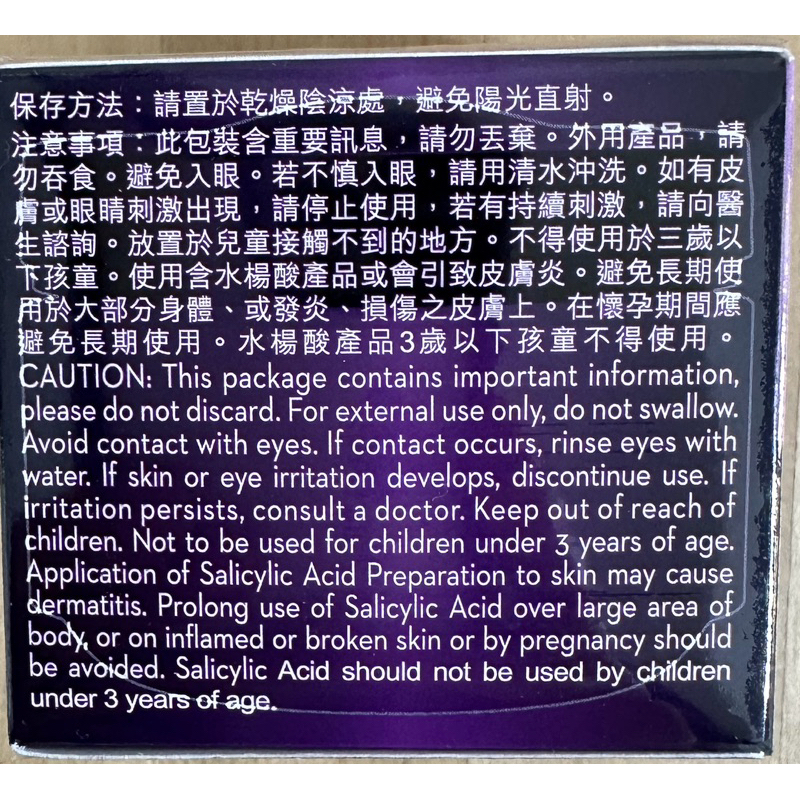 保存方法：請置於乾燥陰涼處，避免陽光直射。
注意事項：此包裝含重要訊息，請勿丟棄。外用產品，請
勿吞食。避免入眼。若不慎入眼，請用清水沖洗。如有皮
膚或眼睛刺激出現，請停止使用，若有持續刺激，請向醫
生諮詢。放置於兒童接觸不到的地方。不得使用於三歲以
下孩童。使用含水楊酸產品或會引致皮膚炎。避免長期使
用於大部分身體、或發炎、損傷之皮膚上。在懷孕期間應
避免長期使用。水楊酸產品3歲以下孩童不得使用。
CAUTION: This package contains important information,
please do not discard. For external use only, do not swallow.
Avoid contact with eyes. If contact occurs, rinse eyes with
water. If skin or eye irritation develops, discontinue use. If
irritation persists, consult a doctor. Keep out of reach of
children. Not to be used for children under 3 years of age.
Application of Salicylic Acid Preparation to skin may cause
dermatitis. Prolong use of Salicylic Acid over large area of
body, or on inflamed or broken skin or by pregnancy should
be avoided. Salicylic Acid should not be used by children
under 3 years of age.